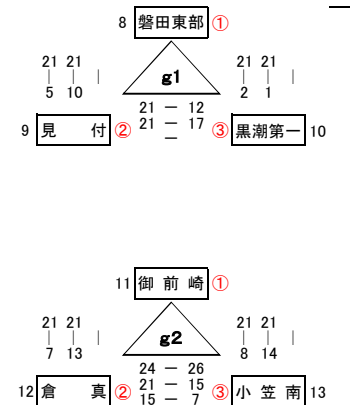 8 磐田東部 ①
21 21 21 21
｜ ｜ ｜ g1 ｜ ｜ ｜
5 10 2 1
21 － 12
9 見 付 ② 21 － 17 ③ 黒潮第一 10
－
11 御 前 崎 ①
21 21 21 21
｜ ｜ ｜ g2 ｜ ｜ ｜
7 13 8 14
24 － 26
12 倉 真 ② 21 － 15 ③ 小 笠 南 13
15 － 7